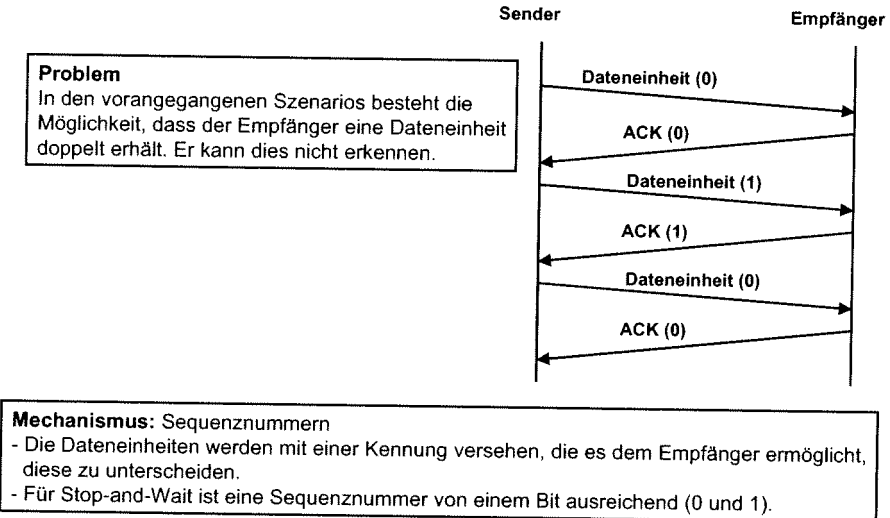 Sender
Empfänger
Problem
In den vorangegangenen Szenarios besteht die
Möglichkeit, dass der Empfänger eine Dateneinheit
doppelt erhält. Er kann dies nicht erkennen.
Dateneinheit (0)
ACK (0)
Dateneinheit (1)
ACK (1)
Dateneinheit (0)
ACK (0)
Mechanismus: Sequenznummern
- Die Dateneinheiten werden mit einer Kennung versehen, die es dem Empfänger ermöglicht,
diese zu unterscheiden.
- Für Stop-and-Wait ist eine Sequenznummer von einem Bit ausreichend (0 und 1).